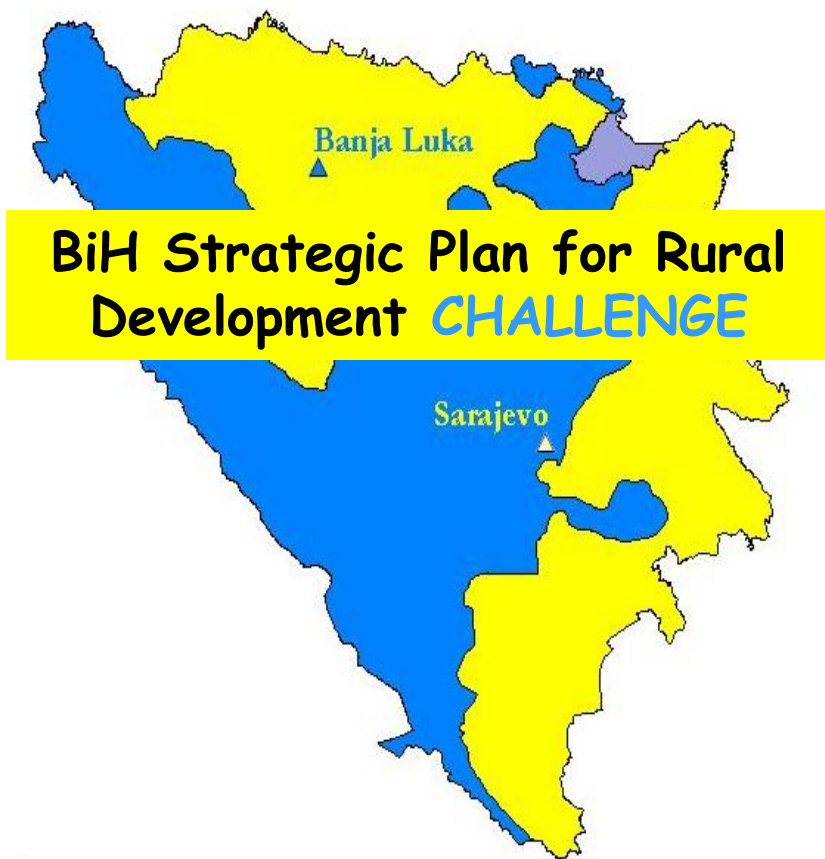 Banja Luka
BiH Strategic Plan for Rural
Development CHALLENGE
Sarajevo